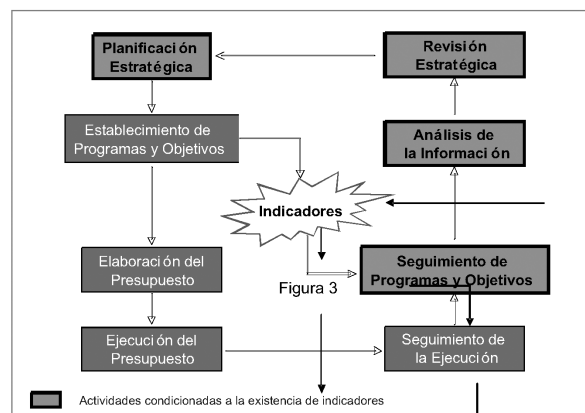 Planificación
Estratégica
Revisión
Estratégica
Establecimiento de
Programas y Objetivos
Análisis de
la Información
Indicadores
Elaboración del
Presupuesto
Figura 3
Seguimiento de
Programas y Objetivos
Ejecución del
Presupuesto
Seguimiento de
la Ejecución
Actividades condicionadas a la existencia de indicadores